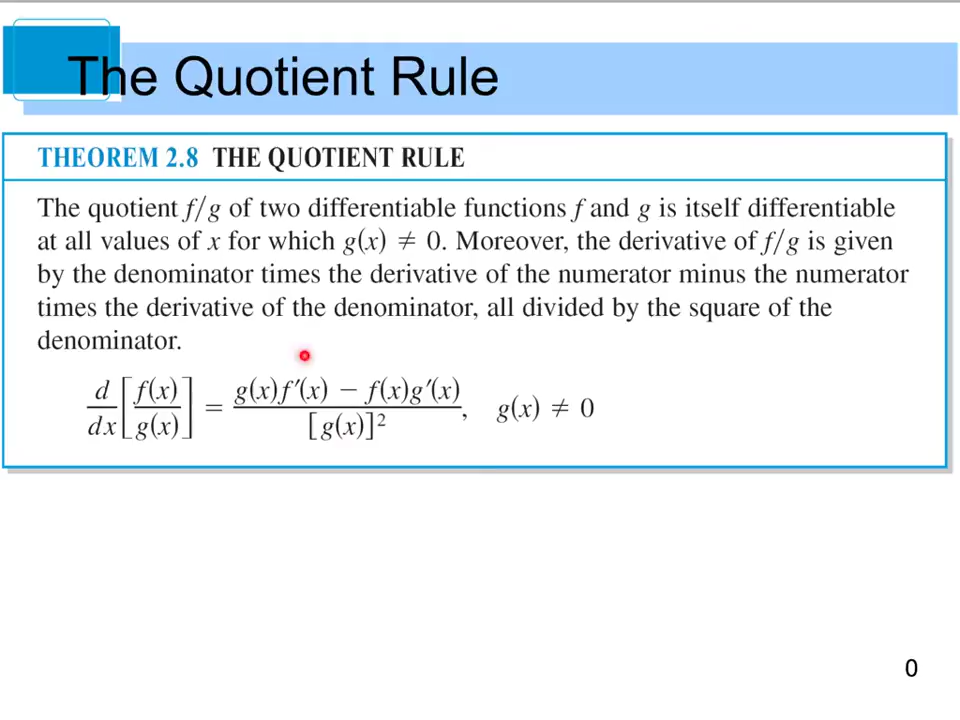 The Quotient Rule
THEOREM 2.8 THE QUOTIENT RULE
The quotient f/g of two differentiable functions f and g is itself differentiable
at all values of x for which g(x) ≠ 0. Moreover, the derivative of f/g is given
by the denominator times the derivative of the numerator minus the numerator
times the derivative of the denominator, all divided by the square of the
denominator.
d/dx [f(x)/g(x)] = g(x)f′(x) − f(x)g′(x) / [g(x)]², g(x) ≠ 0
0